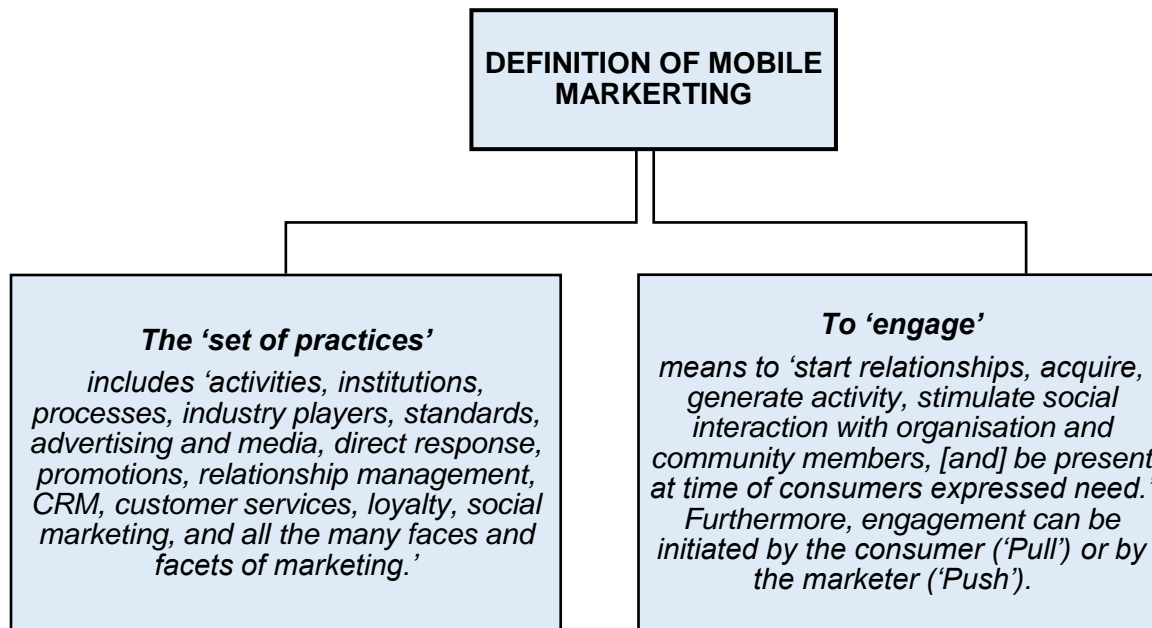 DEFINITION OF MOBILE
MARKERTING
The ‘set of practices’
includes ‘activities, institutions,
processes, industry players, standards,
advertising and media, direct response,
promotions, relationship management,
CRM, customer services, loyalty, social
marketing, and all the many faces and
facets of marketing.’
To ‘engage’
means to ‘start relationships, acquire,
generate activity, stimulate social
interaction with organisation and
community members, [and] be present
at time of consumers expressed need.’
Furthermore, engagement can be
initiated by the consumer (‘Pull’) or by
the marketer (‘Push’).